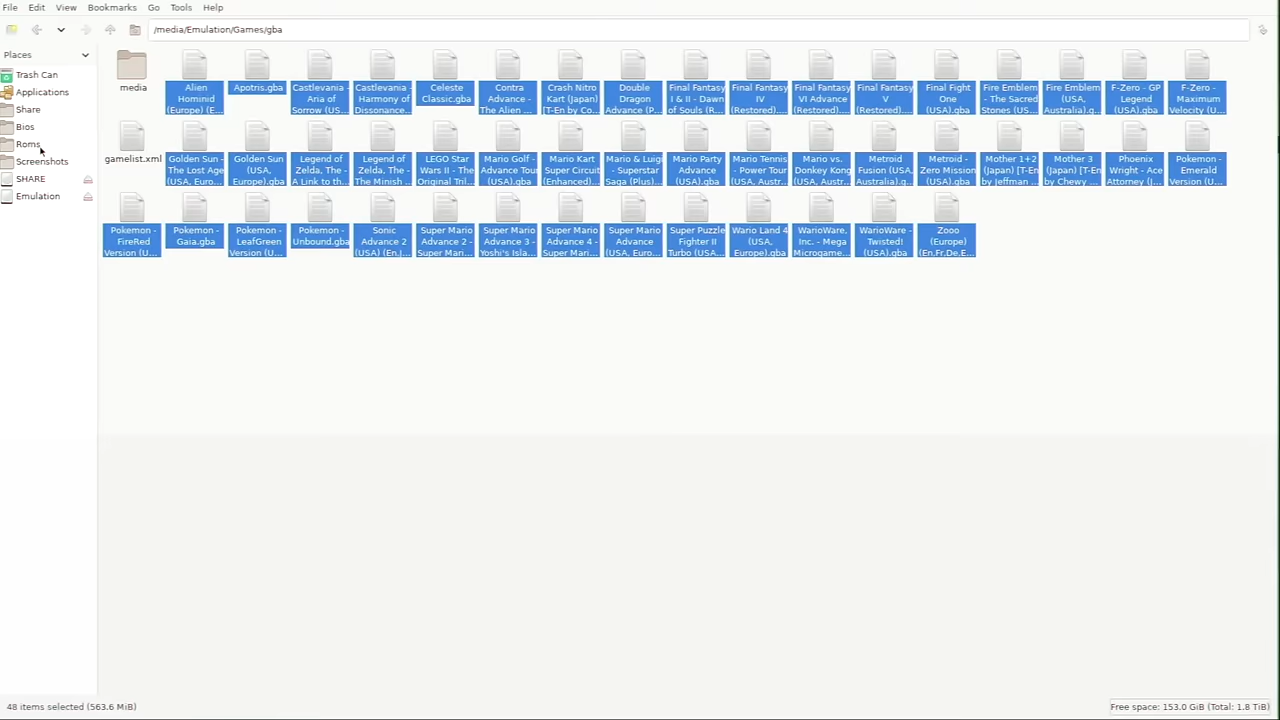 File Edit View Bookmarks Go Tools Help
/media/Emulation/Games/gba
Places
Trash Can
Applications
Share
Bios
Roms
Screenshots
SHARE
Emulation
media
Alien
Hominid
(Europe) (E...
Apotris.gba
Castlevania -
Aria of
Sorrow (US...
Castlevania -
Harmony of
Dissonance...
Celeste
Classic.gba
Contra
Advance -
The Alien ...
Crash Nitro
Kart (Japan)
[T-En by Co...
Double
Dragon
Advance (P...
Final Fantasy
I & II - Dawn
of Souls (R...
Final Fantasy
IV
(Restored)....
Final Fantasy
VI Advance
(Restored)....
Final Fantasy
V
(Restored)....
Final Fight
One
(USA).gba
Fire Emblem
- The Sacred
Stones (US...
Fire Emblem
(USA,
Australia).g...
F-Zero - GP
Legend
(USA).gba
F-Zero -
Maximum
Velocity (U...
gamelist.xml
Golden Sun -
The Lost Age
(USA, Euro...
Golden Sun
(USA,
Europe).gba
Legend of
Zelda, The -
A Link to th...
Legend of
Zelda, The -
The Minish ...
LEGO Star
Wars II - The
Original Tril...
Mario Golf -
Advance Tour
(USA).gba
Mario Kart
Super Circuit
(Enhanced)...
Mario & Luigi
- Superstar
Saga (Plus)....
Mario Party
Advance
(USA).gba
Mario Tennis
- Power Tour
(USA, Austr...
Mario vs.
Donkey Kong
(USA, Austr...
Metroid
Fusion (USA,
Australia).g...
Metroid -
Zero Mission
(USA).gba
Mother 1+2
(Japan) [T-En
by Jeffman ...
Mother 3
(Japan) [T-En
by Chewy ...
Phoenix
Wright - Ace
Attorney (J...
Pokemon -
Emerald
Version (U...
Pokemon -
FireRed
Version (U...
Pokemon -
Gaia.gba
Pokemon -
LeafGreen
Version (U...
Pokemon -
Unbound.gba
Sonic
Advance 2
(USA) (En,J...
Super Mario
Advance 2 -
Super Mari...
Super Mario
Advance 3 -
Yoshi's Isla...
Super Mario
Advance 4 -
Super Mari...
Super Mario
Advance
(USA, Euro...
Super Puzzle
Fighter II
Turbo (USA...
Wario Land 4
(USA,
Europe).gba
WarioWare,
Inc. - Mega
Microgame...
WarioWare -
Twisted!
(USA).gba
Zooo
(Europe)
(En,Fr,De,E...
48 items selected (563.6 MiB)
Free space: 153.0 GiB (Total: 1.8 TiB)